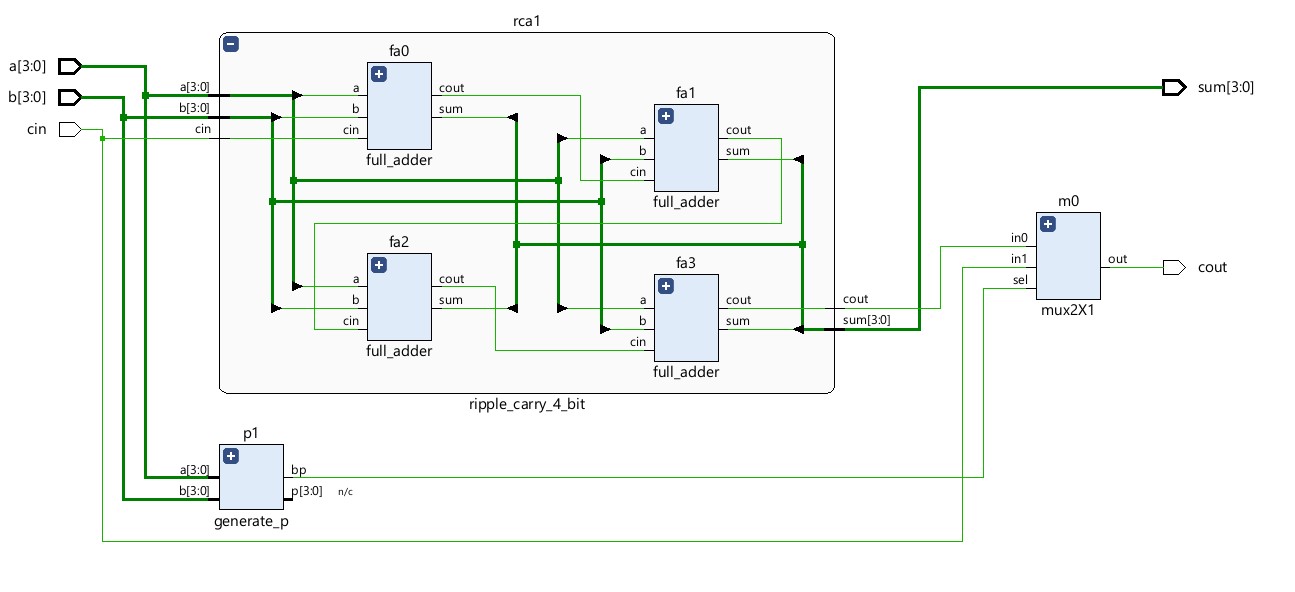 rca1
a[3:0]
b[3:0]
cin
a[3:0]
b[3:0]
cin
fa0
a
b
cin
cout
sum
full_adder
fa1
a
b
cin
cout
sum
full_adder
fa2
a
b
cin
cout
sum
full_adder
fa3
a
b
cin
cout
sum
full_adder
cout
sum[3:0]
ripple_carry_4_bit
sum[3:0]
m0
in0
in1
sel
out
mux2X1
cout
p1
a[3:0]
b[3:0]
bp
p[3:0] n/c
generate_p